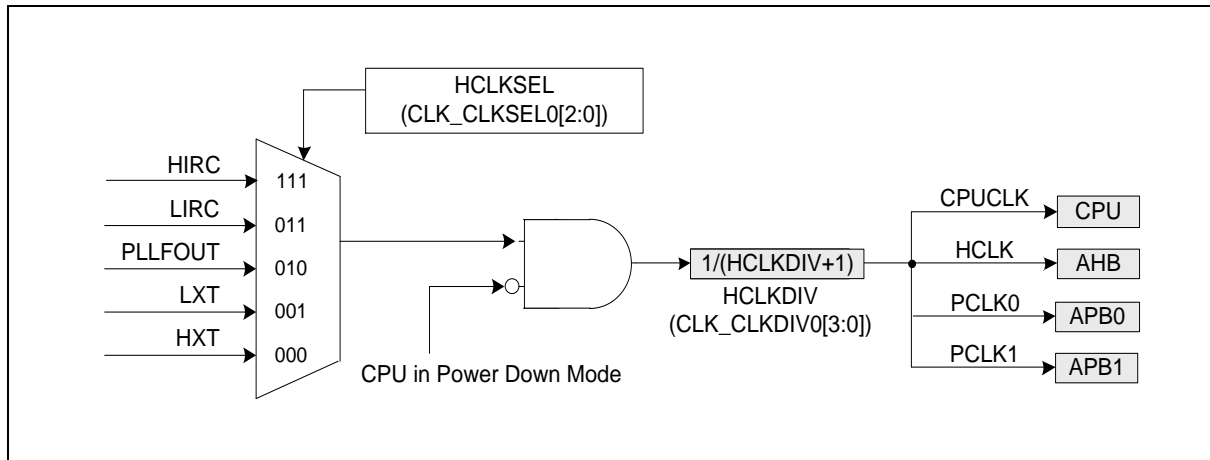 HCLKSEL
(CLK_CLKSEL0[2:0])
HIRC
111
LIRC
011
PLLFOUT
010
LXT
001
HXT
000
CPU in Power Down Mode
1/(HCLKDIV+1)
HCLKDIV
(CLK_CLKDIV0[3:0])
CPUCLK
CPU
HCLK
AHB
PCLK0
APB0
PCLK1
APB1